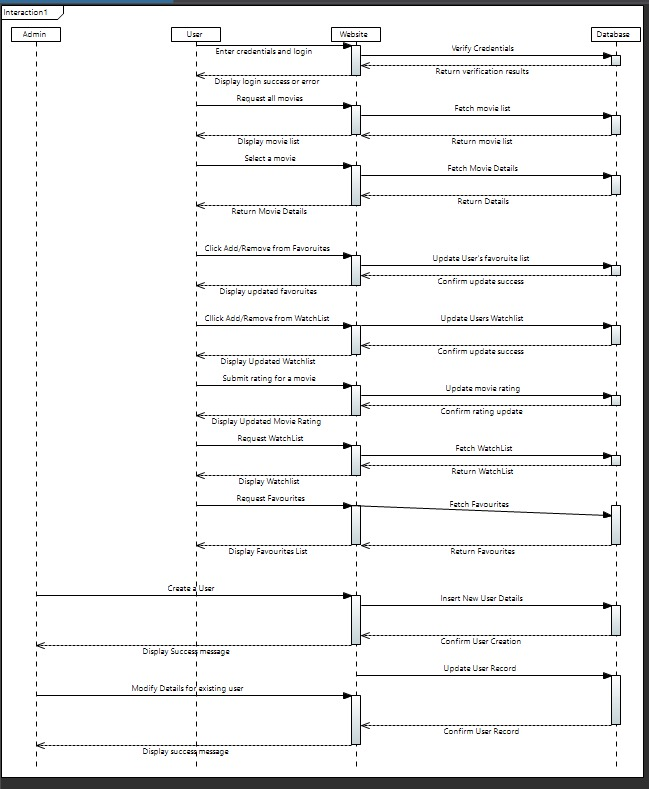 Interaction1
Admin
User
Website
Database
Enter credentials and login
Verify Credentials
Return verification results
Display login success or error
Request all movies
Fetch movie list
Display movie list
Return movie list
Select a movie
Fetch Movie Details
Return Details
Return Movie Details
Click Add/Remove from Favoruites
Update User's favoruite list
Confirm update success
Display updated favoruites
Cllick Add/Remove from WatchList
Update Users Watchlist
Confirm update success
Display Updated Watchlist
Submit rating for a movie
Update movie rating
Confirm rating update
Display Updated Movie Rating
Request WatchList
Fetch WatchList
Return WatchList
Display Watchlist
Request Favourites
Fetch Favourites
Display Favourites List
Return Favourites
Create a User
Insert New User Details
Confirm User Creation
Display Success message
Update User Record
Modify Details for existing user
Confirm User Record
Display success message